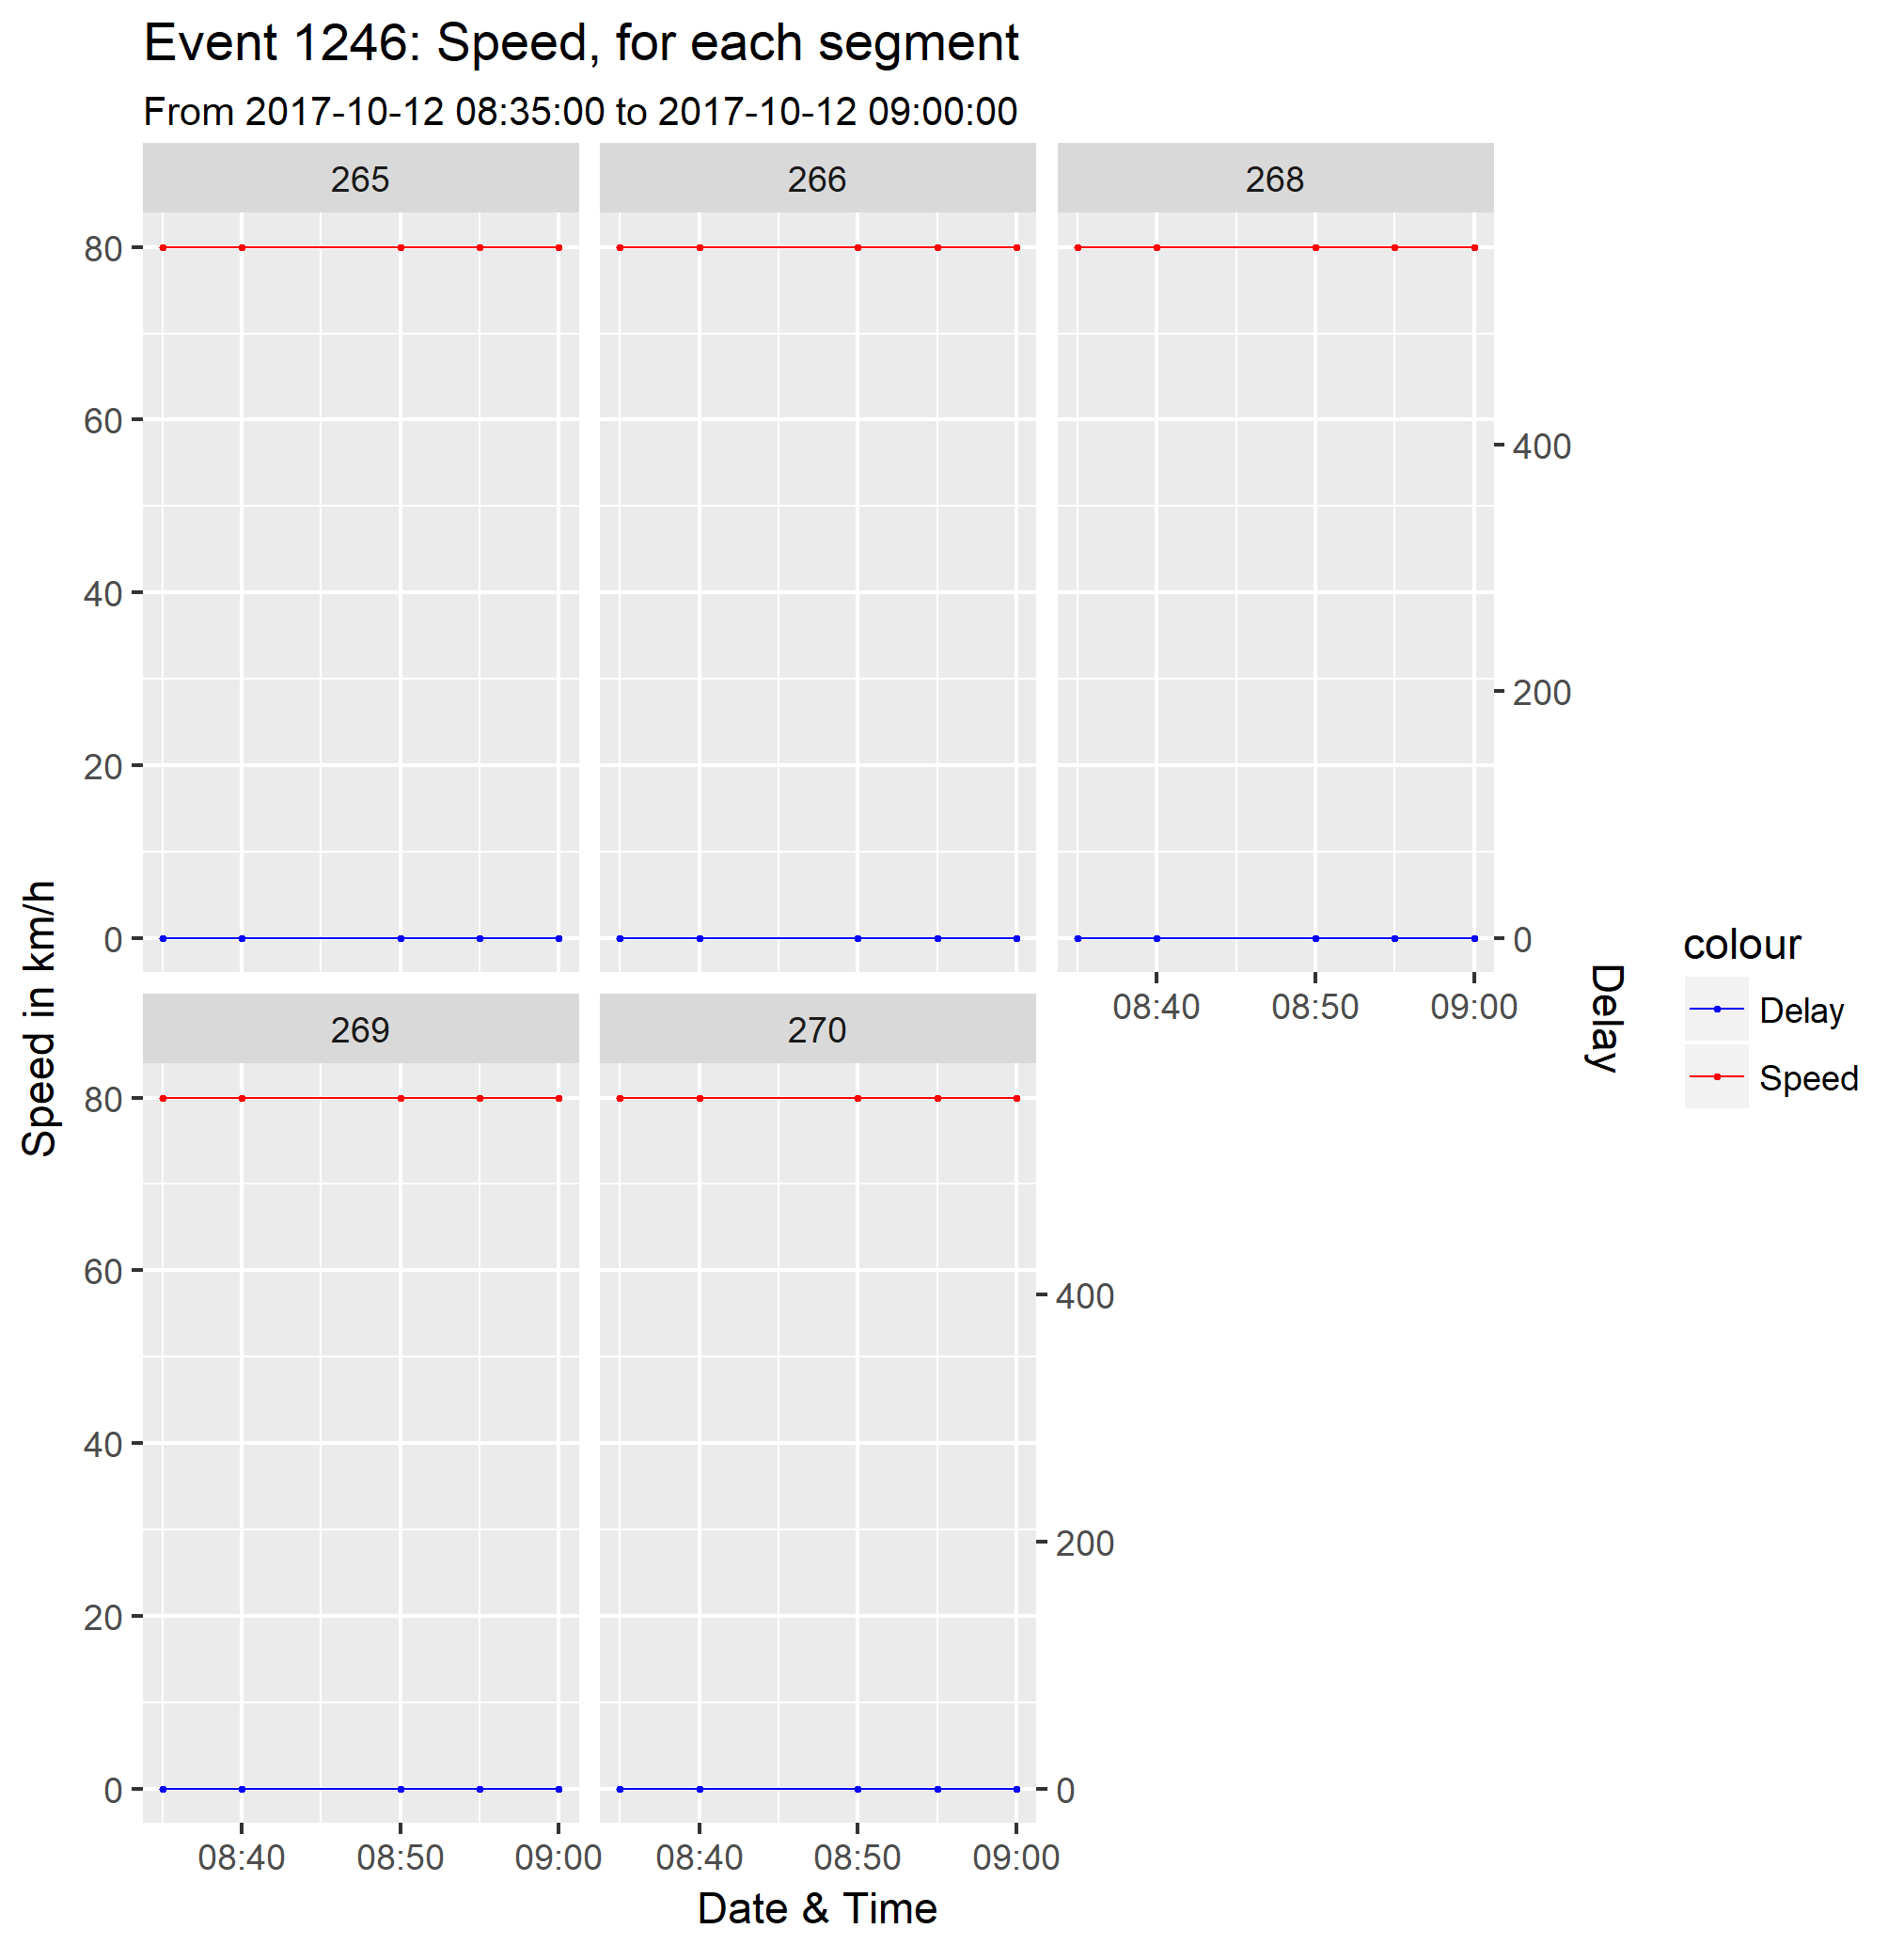 Event 1246: Speed, for each segment
From 2017-10-12 08:35:00 to 2017-10-12 09:00:00
265 266 268
80
60
40
20
0
400
200
0
08:40 08:50 09:00
Speed in km/h
Delay
colour
Delay
Speed
269 270
80
60
40
20
0
400
200
0
08:40 08:50 09:00 08:40 08:50 09:00
Date & Time